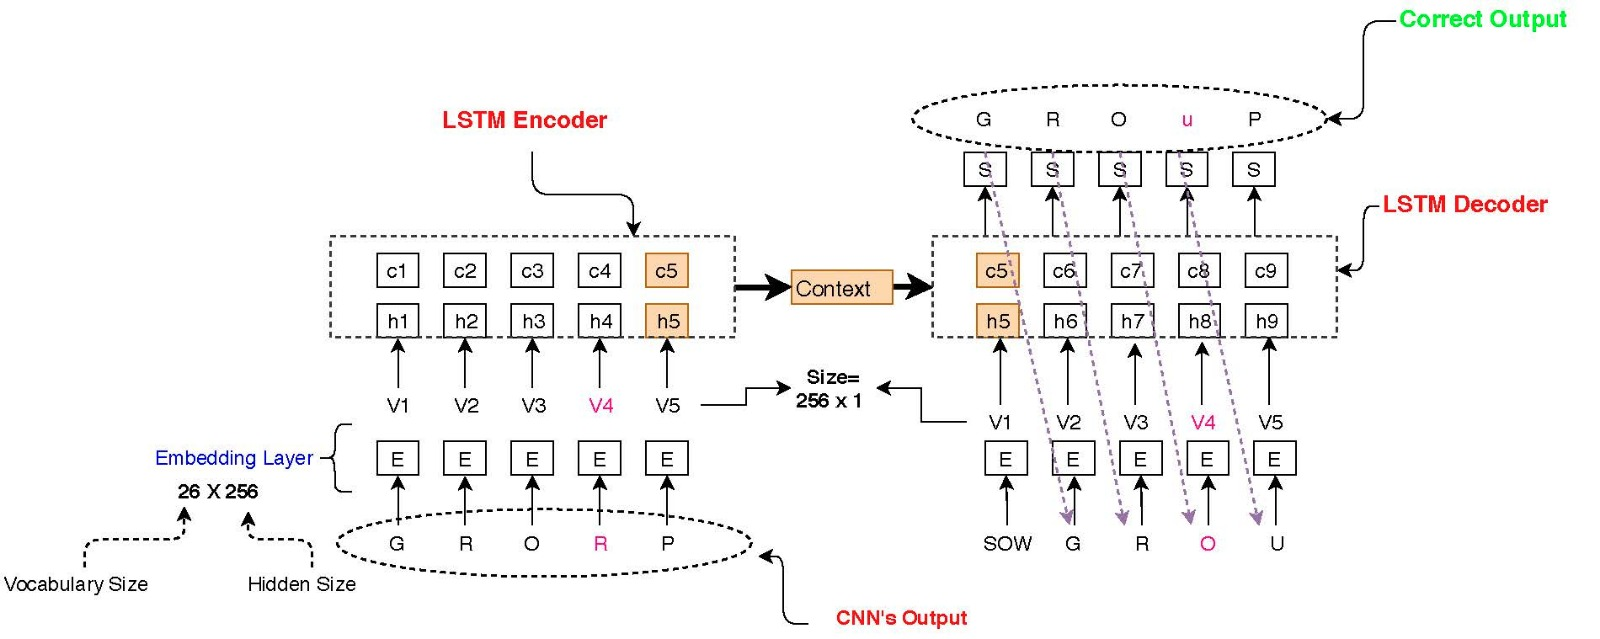 Correct Output
G R O u P
LSTM Encoder
S S S S S
LSTM Decoder
c1 c2 c3 c4 c5
Context
c5 c6 c7 c8 c9
h1 h2 h3 h4 h5
h5 h6 h7 h8 h9
Size=
256 x 1
V1 V2 V3 V4 V5
V1 V2 V3 V4 V5
Embedding Layer
26 X 256
E E E E E
E E E E E
G R O R P
SOW G R O U
Vocabulary Size
Hidden Size
CNN's Output